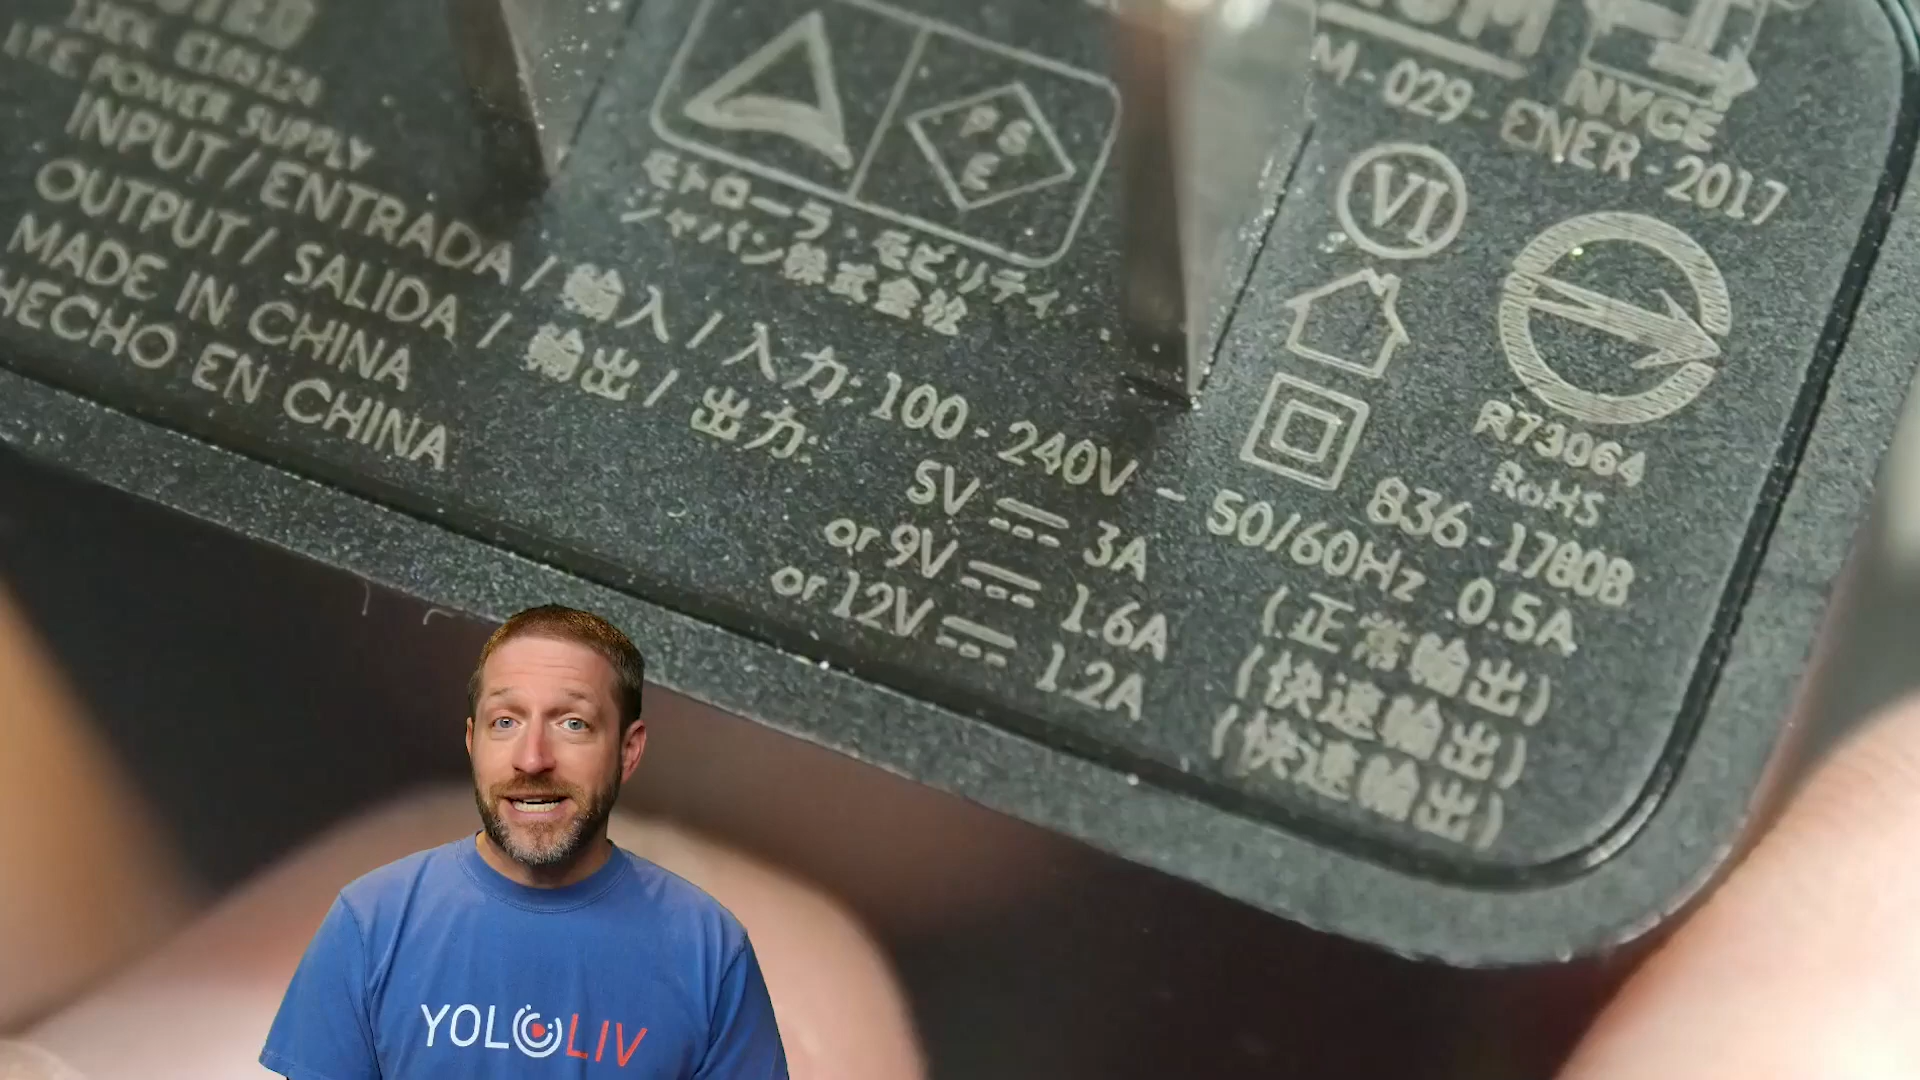 E185124
I.T.E POWER SUPPLY
INPUT / ENTRADA / 輸入 / 入力: 100 - 240V ~ 50/60Hz 0.5A
OUTPUT / SALIDA / 輸出 / 出力: 5V ⎓ 3A (正常輸出)
or 9V ⎓ 1.6A (快速輸出)
or 12V ⎓ 1.2A (快速輸出)
MADE IN CHINA
HECHO EN CHINA
PSE
モトローラ・モビリティ・
ジャパン株式会社
M-029-ENER-2017
NYCE
VI
R73064
RoHS
836-1780B
YOLOLIV